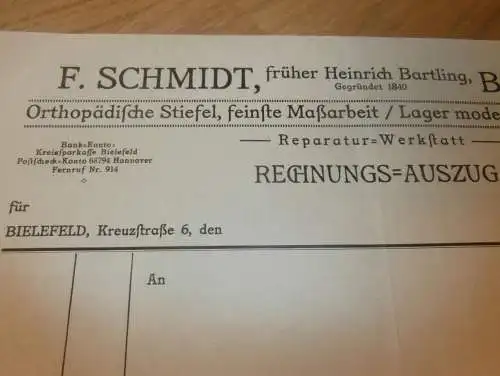 F. SCHMIDT, früher Heinrich Bartling, B
Gegründet 1840
Orthopädische Stiefel, feinste Maßarbeit / Lager mode
Reparatur=Werkstatt
Bank=Konto:
Kreissparkasse Bielefeld
Postscheck=Konto 68794 Hannover
Fernruf Nr. 914
RECHNUNGS=AUSZUG
für
BIELEFELD, Kreuzstraße 6, den
An